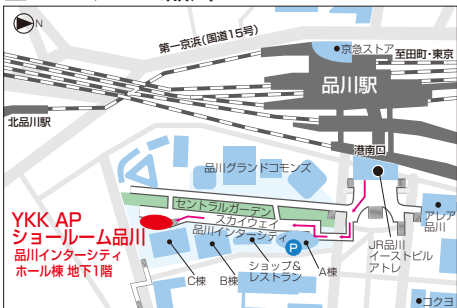 N
第一京浜(国道15号)
京急ストア
至田町・東京
品川駅
北品川駅
港南口
品川グランドコモンズ
セントラルガーデン
スカイウェイ
品川インターシティ
YKK AP
ショールーム品川
品川インターシティ
ホール棟 地下1階
C棟
B棟
ショップ&
レストラン
P
A棟
JR品川
イーストビル
アトレ
アレア
品川
コクヨ